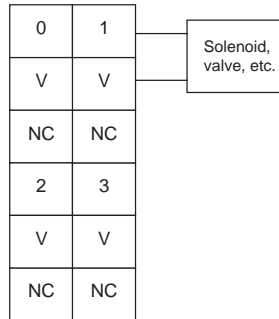 0 1
Solenoid,
valve, etc.
V V
NC NC
2 3
V V
NC NC